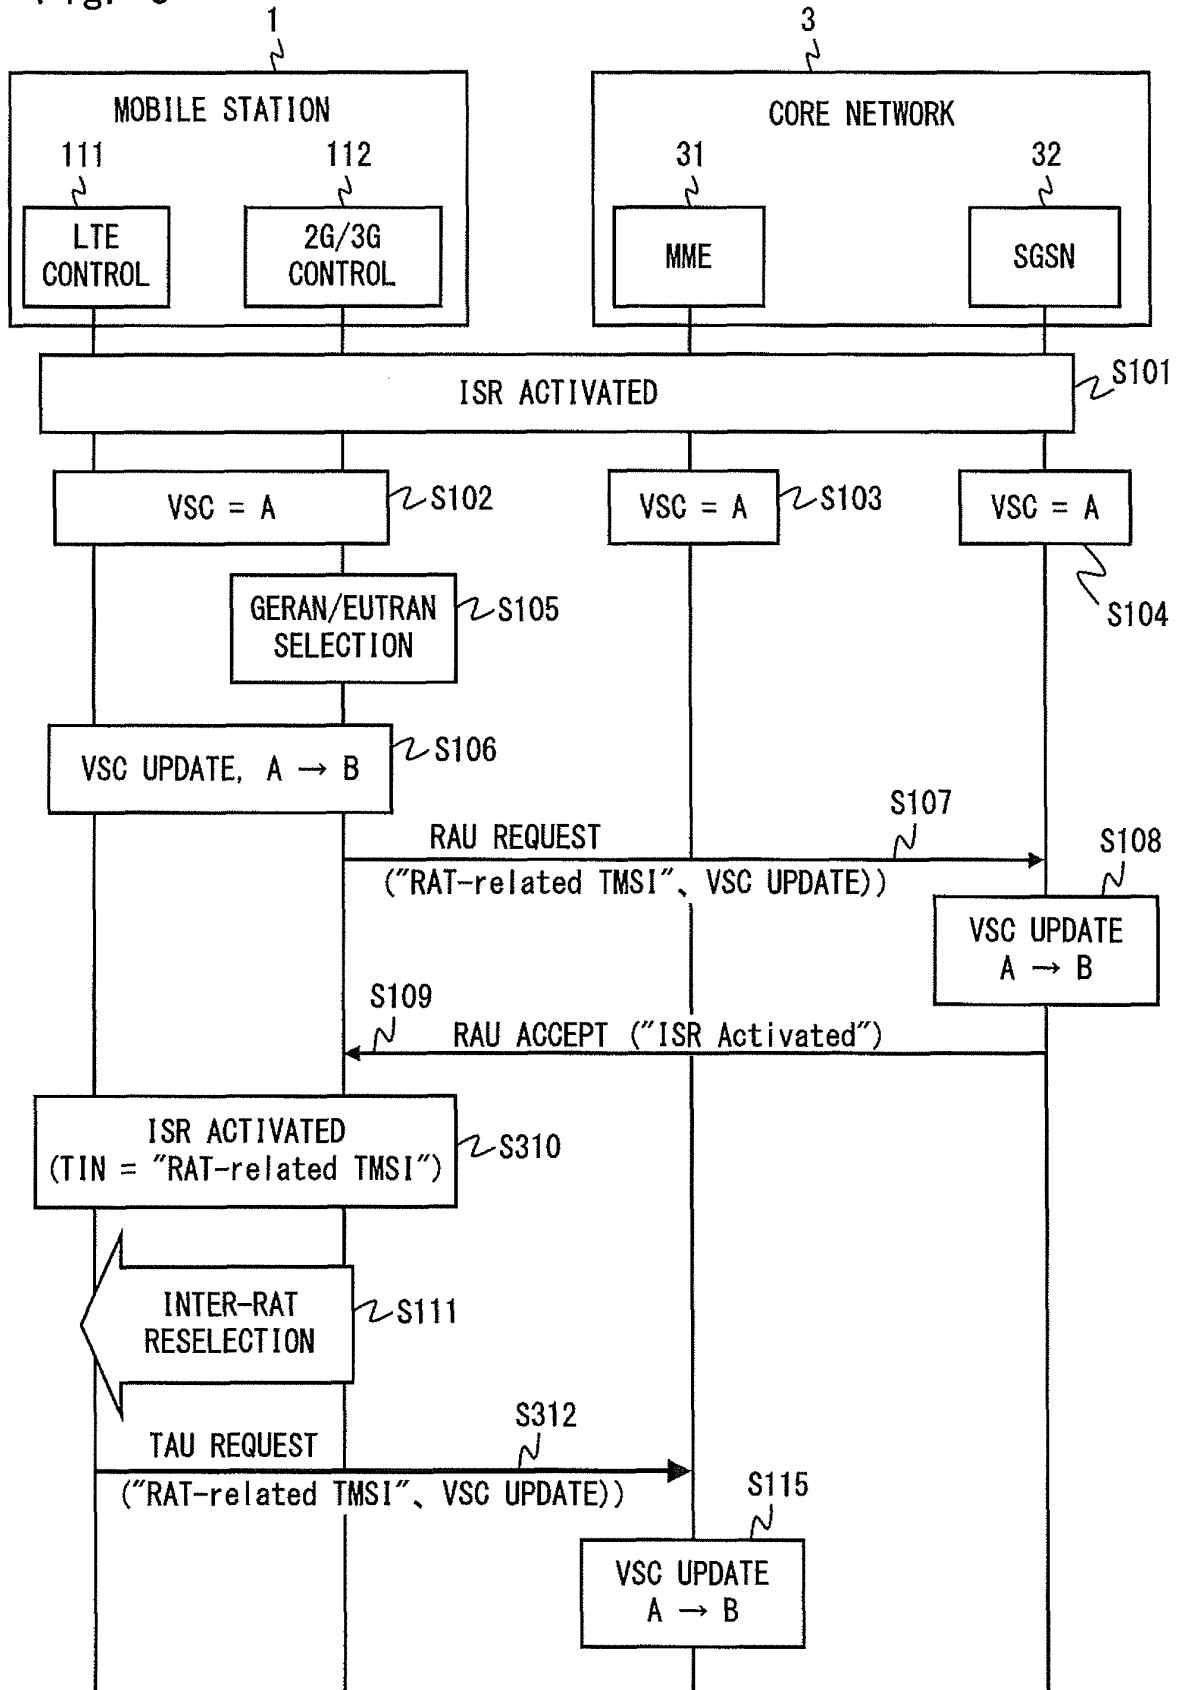 1
3
MOBILE STATION
CORE NETWORK
111
112
31
32
LTE
CONTROL
2G/3G
CONTROL
MME
SGSN
ISR ACTIVATED
S101
VSC = A
S102
VSC = A
S103
VSC = A
S104
GERAN/EUTRAN
SELECTION
S105
VSC UPDATE, A → B
S106
RAU REQUEST
S107
("RAT-related TMSI"、VSC UPDATE))
S108
VSC UPDATE
A → B
S109
RAU ACCEPT ("ISR Activated")
ISR ACTIVATED
(TIN = "RAT-related TMSI")
S310
INTER-RAT
RESELECTION
S111
TAU REQUEST
S312
("RAT-related TMSI"、VSC UPDATE))
S115
VSC UPDATE
A → B